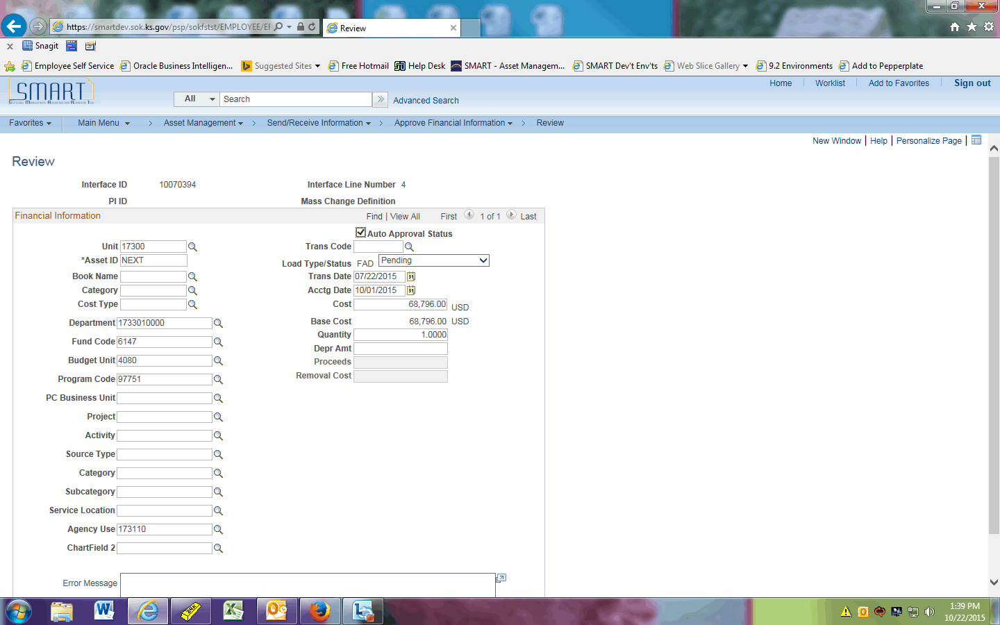 https://smartdev.sok.ks.gov/psp/sokfstst/EMPLOYEE/EI
Review
Snagit
Employee Self Service
Oracle Business Intelligen...
Suggested Sites
Free Hotmail
Help Desk
SMART - Asset Managem...
SMART Dev't Env'ts
Web Slice Gallery
9.2 Environments
Add to Pepperplate
SMART
Home
Worklist
Add to Favorites
Sign out
All
Search
Advanced Search
Favorites
Main Menu
Asset Management
Send/Receive Information
Approve Financial Information
Review
New Window | Help | Personalize Page |
Review
Interface ID 10070394
Interface Line Number 4
PI ID
Mass Change Definition
Financial Information
Find | View All First 1 of 1 Last
Auto Approval Status
Unit 17300
Trans Code
*Asset ID NEXT
Load Type/Status FAD Pending
Book Name
Trans Date 07/22/2015
Category
Acctg Date 10/01/2015
Cost Type
Cost 68,796.00 USD
Department 1733010000
Base Cost 68,796.00 USD
Quantity 1.0000
Fund Code 6147
Depr Amt
Budget Unit 4080
Proceeds
Program Code 97751
Removal Cost
PC Business Unit
Project
Activity
Source Type
Category
Subcategory
Service Location
Agency Use 173110
ChartField 2
Error Message
1:39 PM
10/22/2015